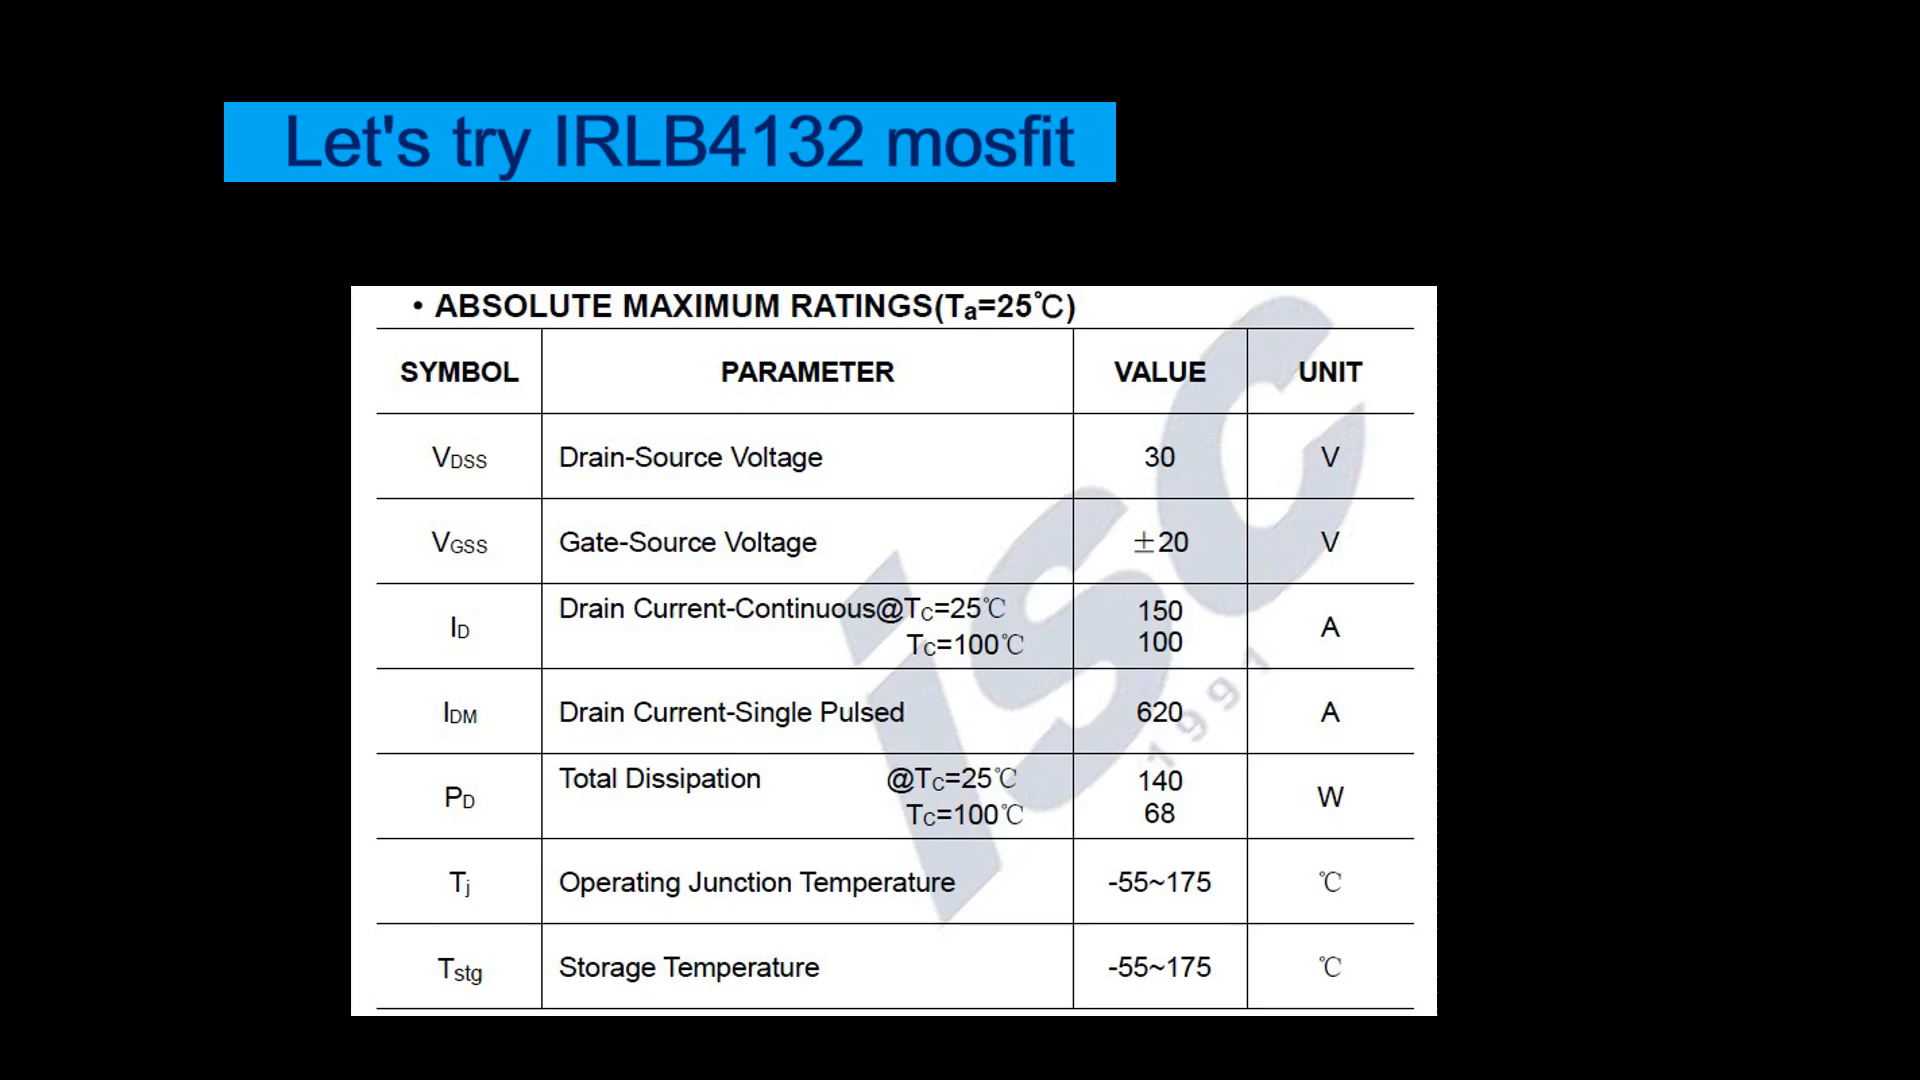 Let's try IRLB4132 mosfit
• ABSOLUTE MAXIMUM RATINGS(Ta=25℃)
SYMBOL PARAMETER VALUE UNIT
VDSS Drain-Source Voltage 30 V
VGSS Gate-Source Voltage ±20 V
ID Drain Current-Continuous@TC=25℃ 150 A
TC=100℃ 100
IDM Drain Current-Single Pulsed 620 A
PD Total Dissipation @TC=25℃ 140 W
TC=100℃ 68
Tj Operating Junction Temperature -55~175 ℃
Tstg Storage Temperature -55~175 ℃
isc
1991